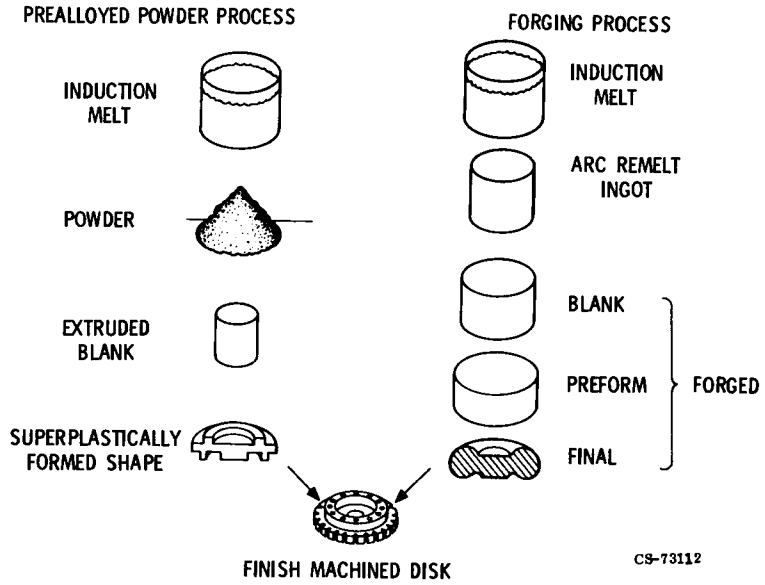 PREALLOYED POWDER PROCESS
INDUCTION
MELT
POWDER
EXTRUDED
BLANK
SUPERPLASTICALLY
FORMED SHAPE
FORGING PROCESS
INDUCTION
MELT
ARC REMELT
INGOT
BLANK
PREFORM
FORGED
FINAL
FINISH MACHINED DISK
CS-73112